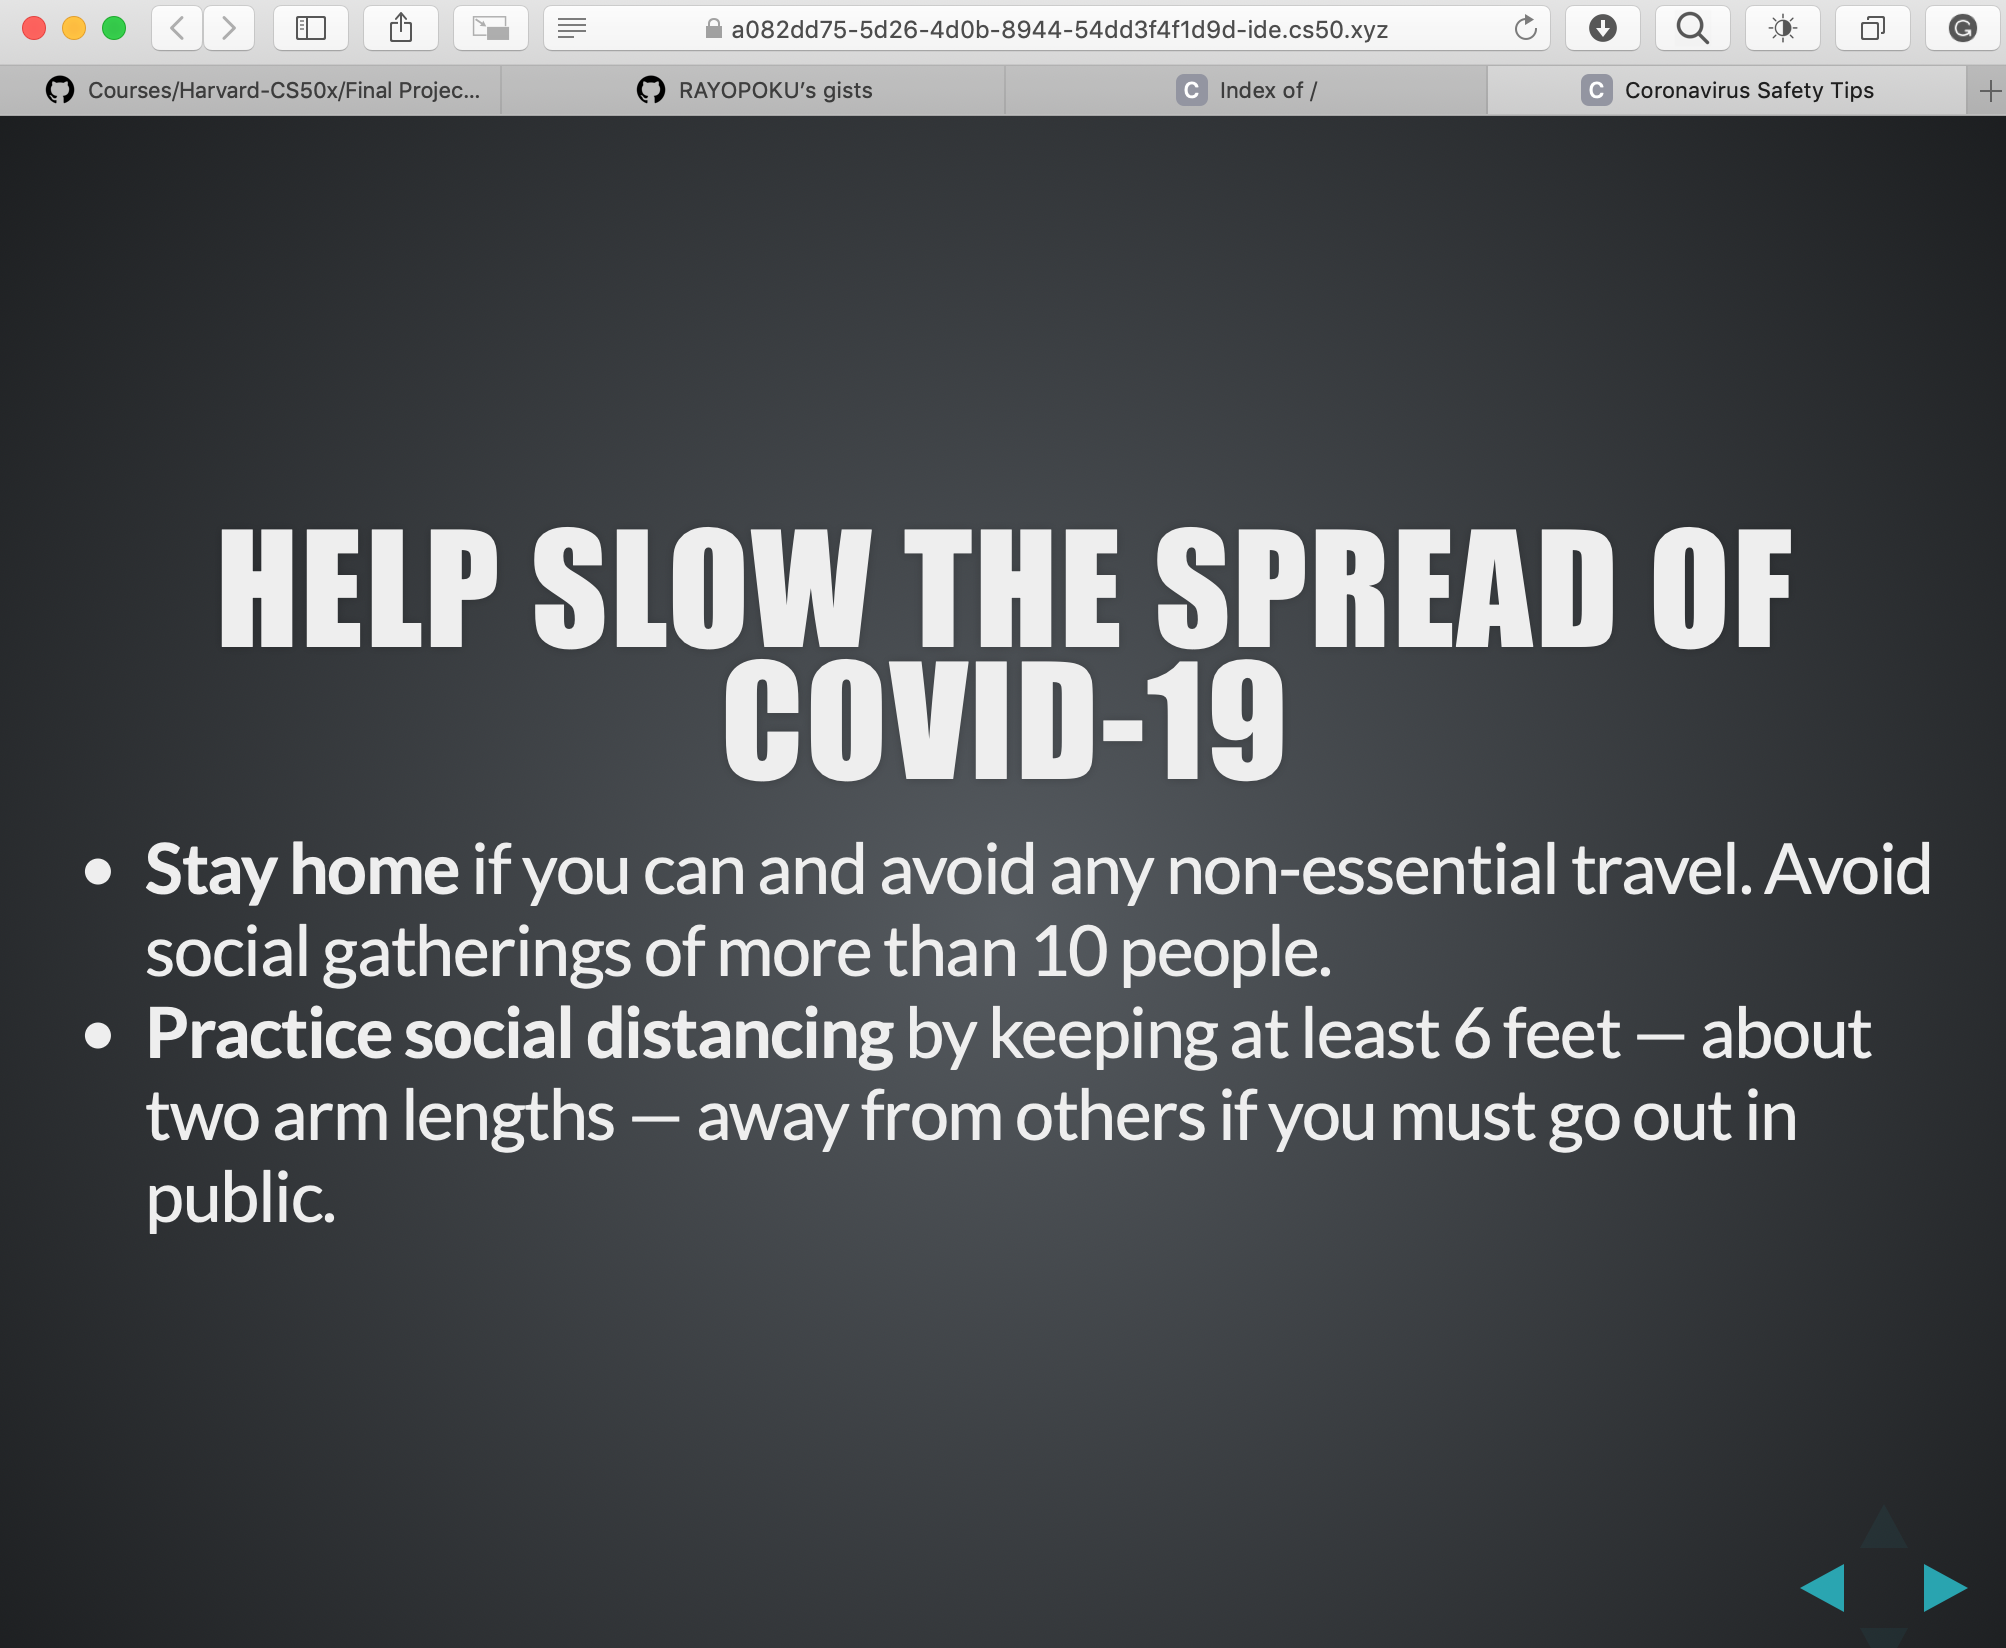 a082dd75-5d26-4d0b-8944-54dd3f4f1d9d-ide.cs50.xyz
Courses/Harvard-CS50x/Final Projec...
RAYOPOKU's gists
C Index of /
C Coronavirus Safety Tips
HELP SLOW THE SPREAD OF
COVID-19
• Stay home if you can and avoid any non-essential travel. Avoid
social gatherings of more than 10 people.
• Practice social distancing by keeping at least 6 feet — about
two arm lengths — away from others if you must go out in
public.